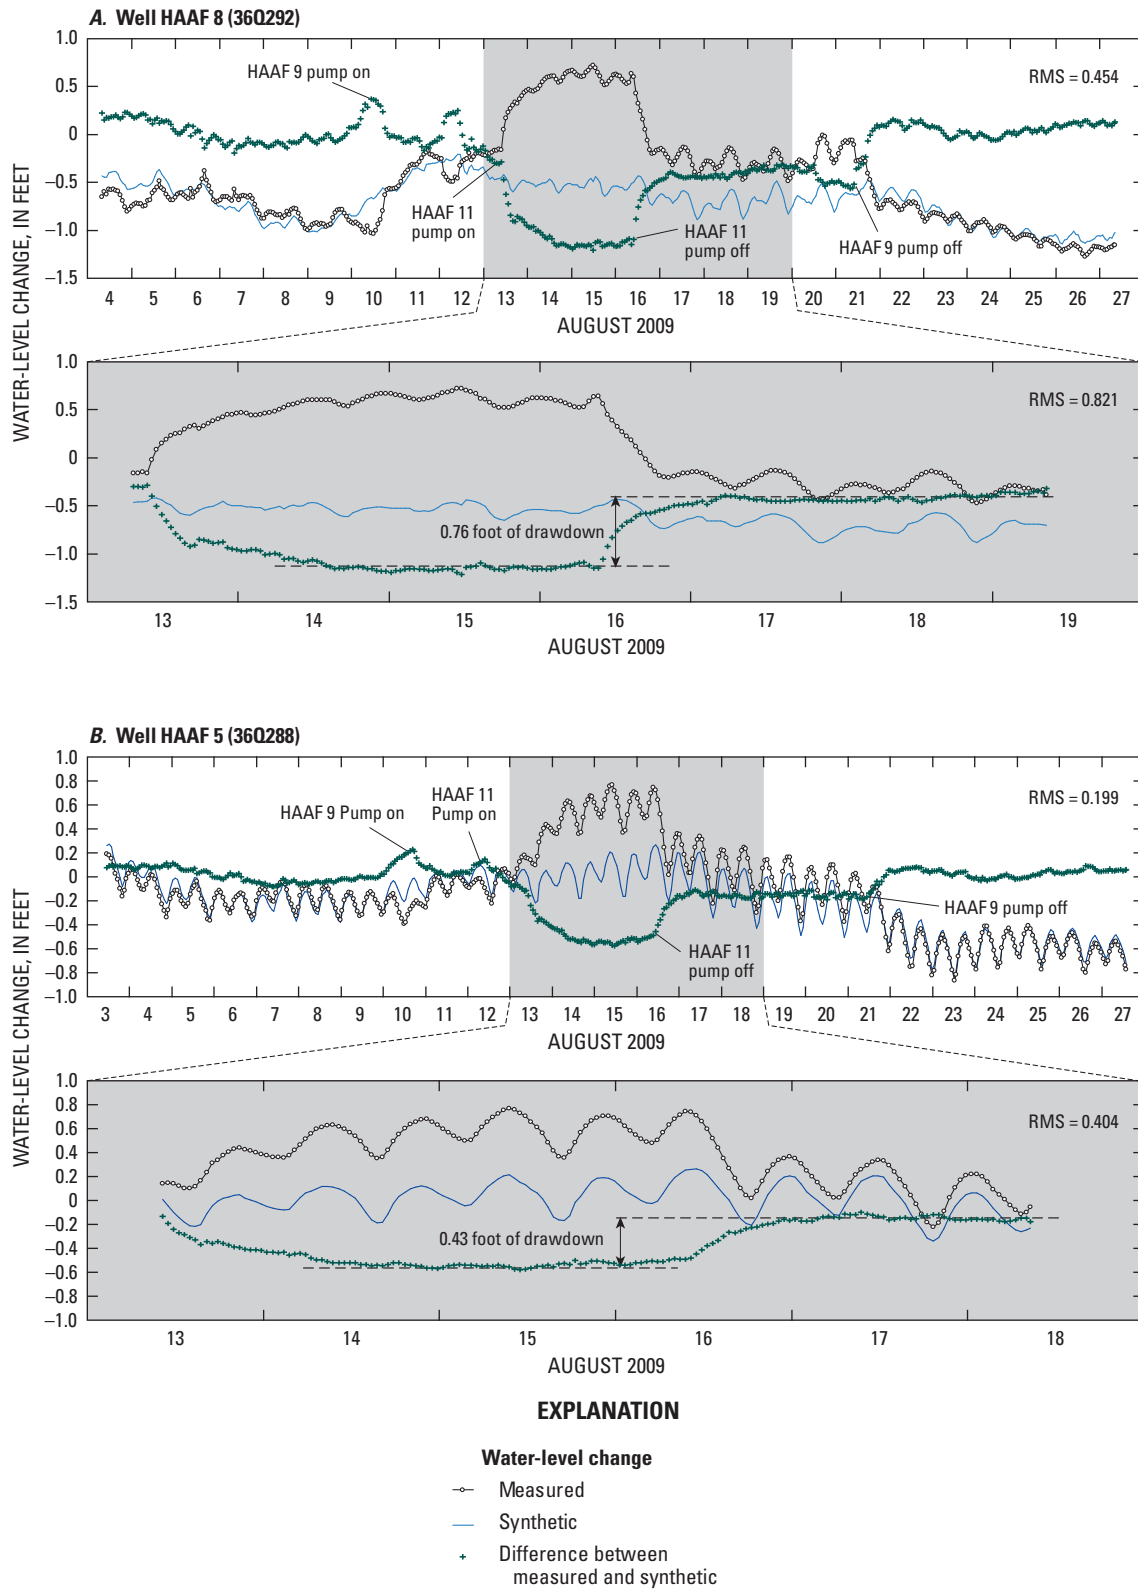 A. Well HAAF 8 (36Q292)
WATER-LEVEL CHANGE, IN FEET
1.0
0.5
0
–0.5
–1.0
–1.5
HAAF 9 pump on
RMS = 0.454
HAAF 11
pump on
HAAF 11
pump off
HAAF 9 pump off
4 5 6 7 8 9 10 11 12 13 14 15 16 17 18 19 20 21 22 23 24 25 26 27
AUGUST 2009
1.0
0.5
0
–0.5
–1.0
–1.5
RMS = 0.821
0.76 foot of drawdown
13 14 15 16 17 18 19
AUGUST 2009
B. Well HAAF 5 (36Q288)
WATER-LEVEL CHANGE, IN FEET
1.0
0.8
0.6
0.4
0.2
0
–0.2
–0.4
–0.6
–0.8
–1.0
HAAF 9 Pump on
HAAF 11
Pump on
RMS = 0.199
HAAF 9 pump off
HAAF 11
pump off
3 4 5 6 7 8 9 10 11 12 13 14 15 16 17 18 19 20 21 22 23 24 25 26 27
AUGUST 2009
1.0
0.8
0.6
0.4
0.2
0
–0.2
–0.4
–0.6
–0.8
–1.0
RMS = 0.404
0.43 foot of drawdown
13 14 15 16 17 18
AUGUST 2009
EXPLANATION
Water-level change
Measured
Synthetic
Difference between
measured and synthetic